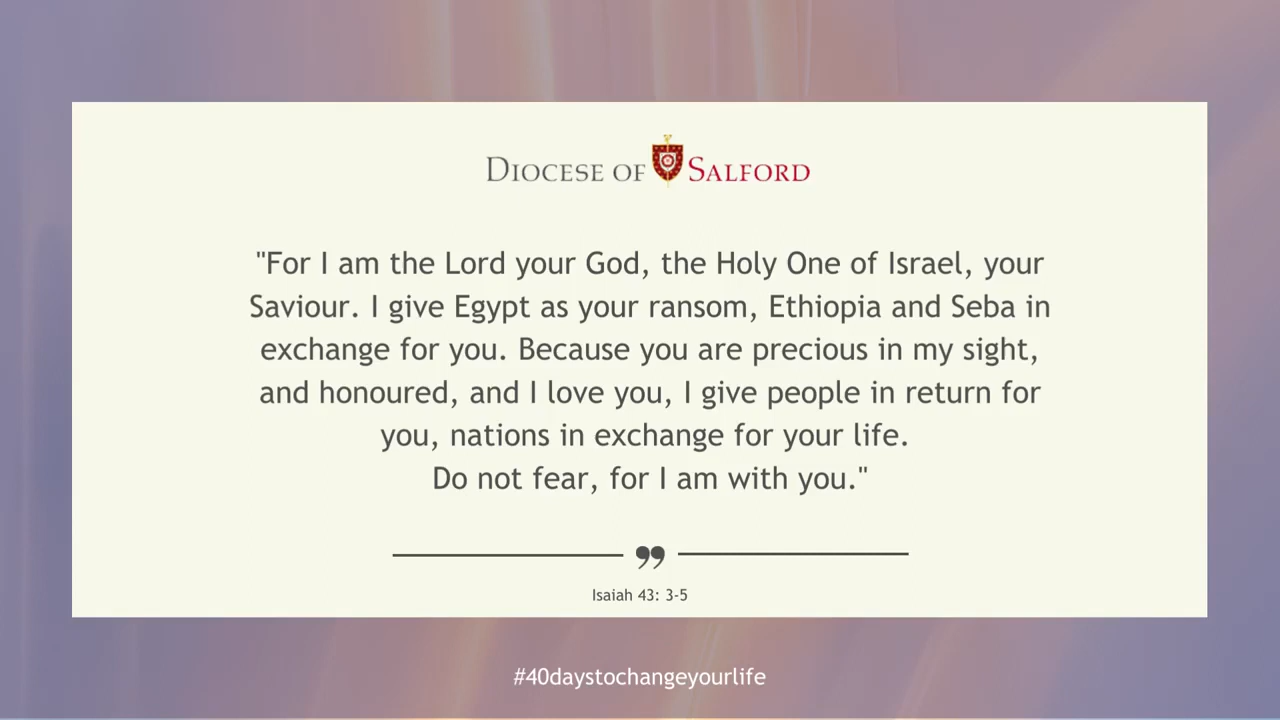 DIOCESE OF SALFORD
"For I am the Lord your God, the Holy One of Israel, your
Saviour. I give Egypt as your ransom, Ethiopia and Seba in
exchange for you. Because you are precious in my sight,
and honoured, and I love you, I give people in return for
you, nations in exchange for your life.
Do not fear, for I am with you."
❞
Isaiah 43: 3-5
#40daystochangeyourlife